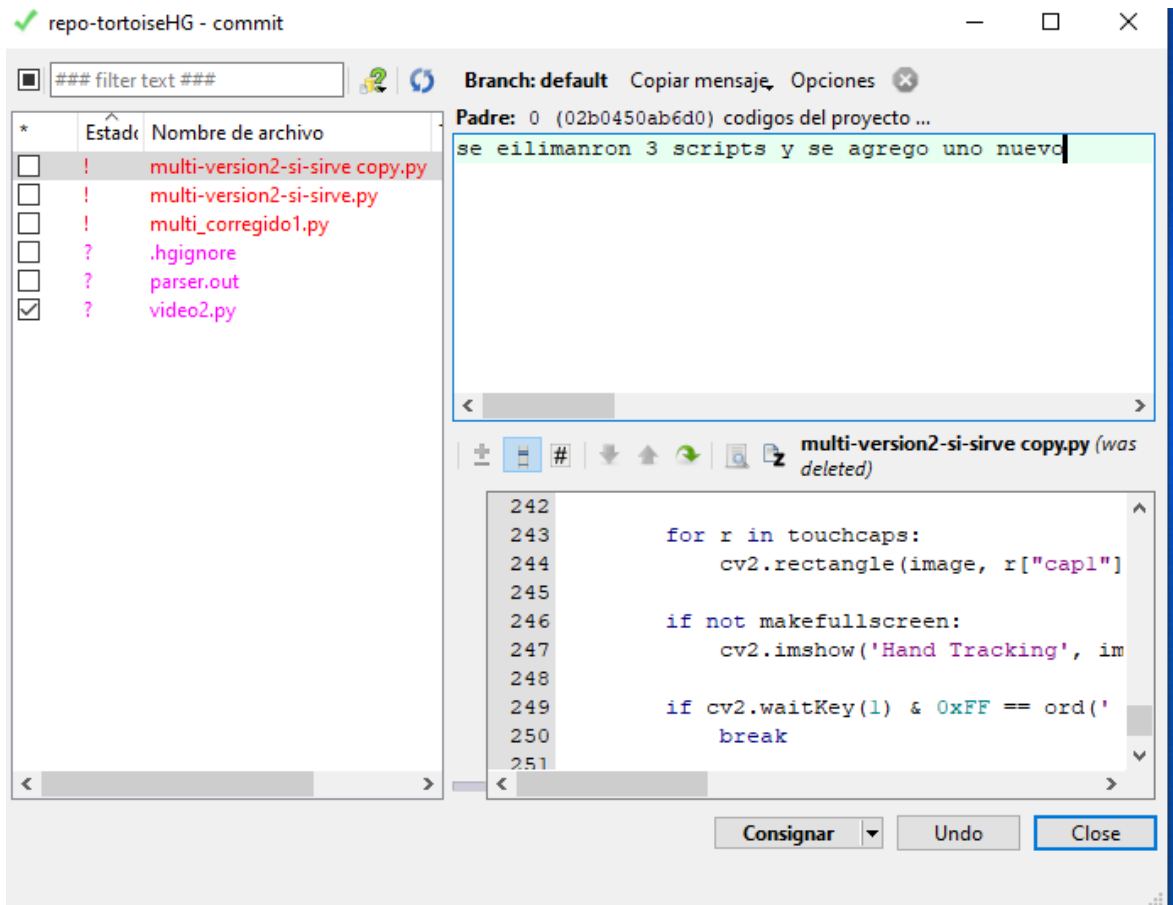 repo-tortoiseHG - commit
### filter text ###
Branch: default Copiar mensaje Opciones
Padre: 0 (02b0450ab6d0) codigos del proyecto ...
* Estado Nombre de archivo
! multi-version2-si-sirve copy.py
! multi-version2-si-sirve.py
! multi_corregido1.py
? .hgignore
? parser.out
? video2.py
se eilimanron 3 scripts y se agrego uno nuevo
#
multi-version2-si-sirve copy.py (was
deleted)
242
243 for r in touchcaps:
244 cv2.rectangle(image, r["cap1"]
245
246 if not makefullscreen:
247 cv2.imshow('Hand Tracking', im
248
249 if cv2.waitKey(1) & 0xFF == ord('
250 break
251
Consignar Undo Close